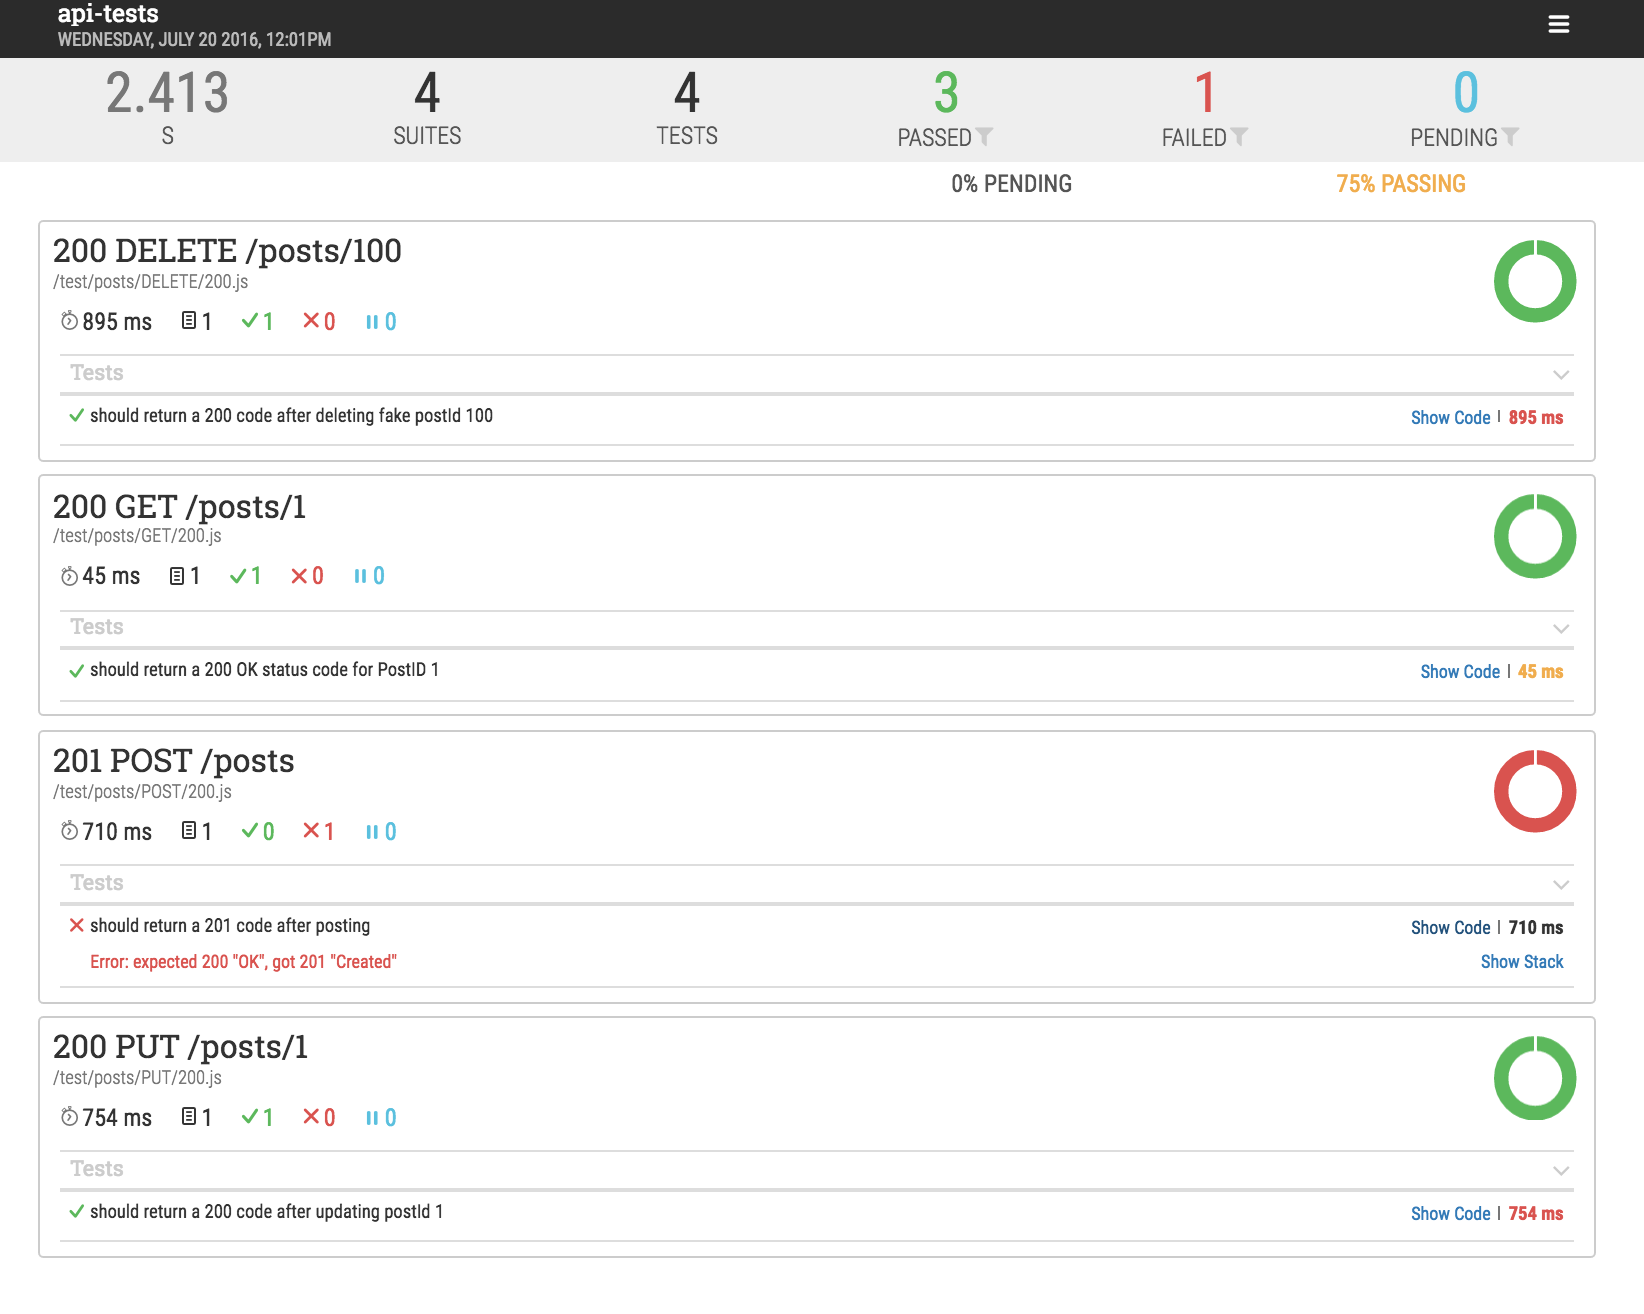 api-tests
WEDNESDAY, JULY 20 2016, 12:01PM
2.413 4 4 3 1 0
S SUITES TESTS PASSED FAILED PENDING
0% PENDING 75% PASSING
200 DELETE /posts/100
/test/posts/DELETE/200.js
895 ms 1 1 0 0
Tests
should return a 200 code after deleting fake postId 100 Show Code | 895 ms
200 GET /posts/1
/test/posts/GET/200.js
45 ms 1 1 0 0
Tests
should return a 200 OK status code for PostID 1 Show Code | 45 ms
201 POST /posts
/test/posts/POST/200.js
710 ms 1 0 1 0
Tests
should return a 201 code after posting Show Code | 710 ms
Error: expected 200 "OK", got 201 "Created" Show Stack
200 PUT /posts/1
/test/posts/PUT/200.js
754 ms 1 1 0 0
Tests
should return a 200 code after updating postId 1 Show Code | 754 ms